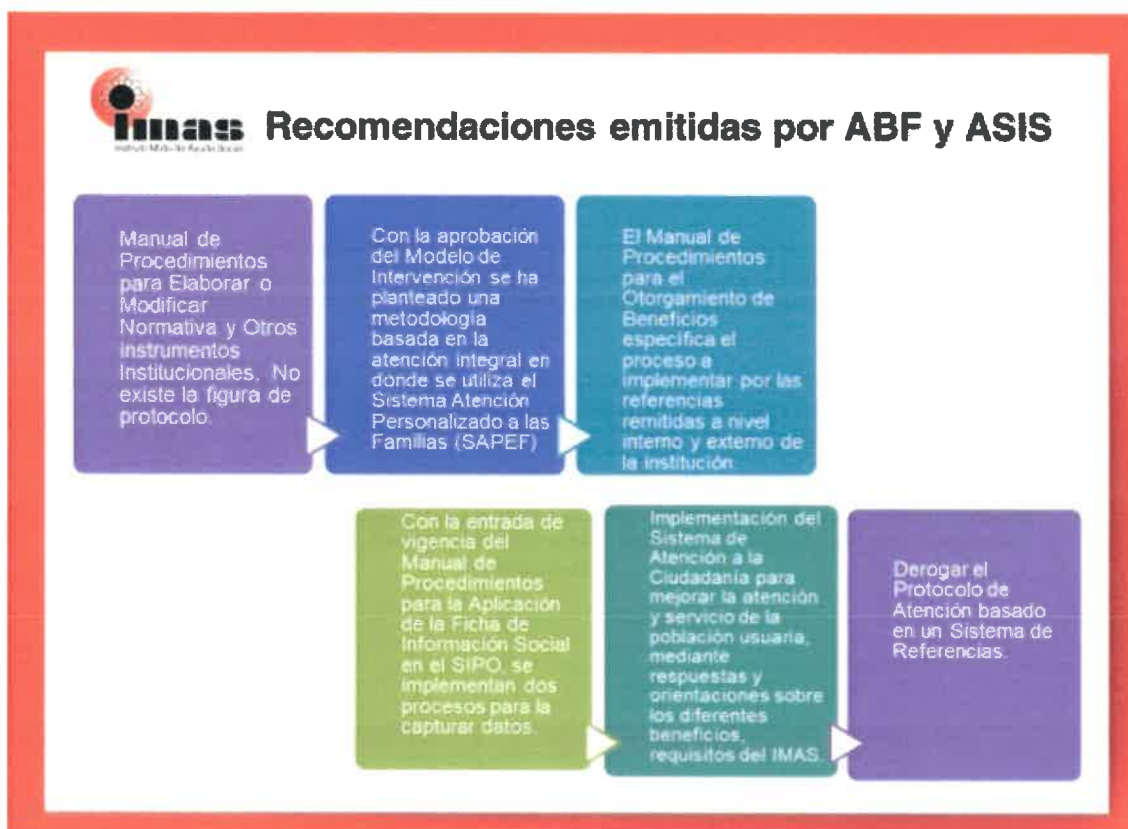 imas
Recomendaciones emitidas por ABF y ASIS
Manual de
Procedimientos
para Elaborar o
Modificar
Normativa y Otros
instrumentos
Institucionales. No
existe la figura de
protocolo.
Con la aprobación
del Modelo de
Intervención se ha
planteado una
metodología
basada en la
atención integral en
donde se utiliza el
Sistema Atención
Personalizado a las
Familias (SAPEF)
El Manual de
Procedimientos
para el
Otorgamiento de
Beneficios
especifica el
proceso a
implementar por las
referencias
remitidas a nivel
interno y externo de
la institución.
Con la entrada de
vigencia del
Manual de
Procedimientos
para la Aplicación
de la Ficha de
Información Social
en el SIPO, se
implementan dos
procesos para la
capturar datos.
Implementación del
Sistema de
Atención a la
Ciudadanía para
mejorar la atención
y servicio de la
población usuaria,
mediante
respuestas y
orientaciones sobre
los diferentes
beneficios,
requisitos del IMAS.
Derogar el
Protocolo de
Atención basado
en un Sistema de
Referencias.